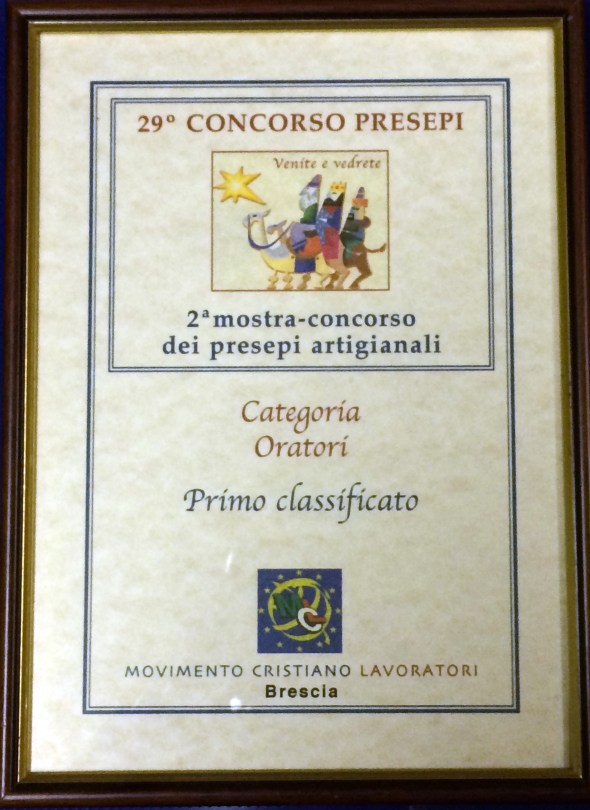 29° CONCORSO PRESEPI
Venite e vedrete
2ª mostra-concorso
dei presepi artigianali
Categoria
Oratori
Primo classificato
MCL
MOVIMENTO CRISTIANO LAVORATORI
Brescia